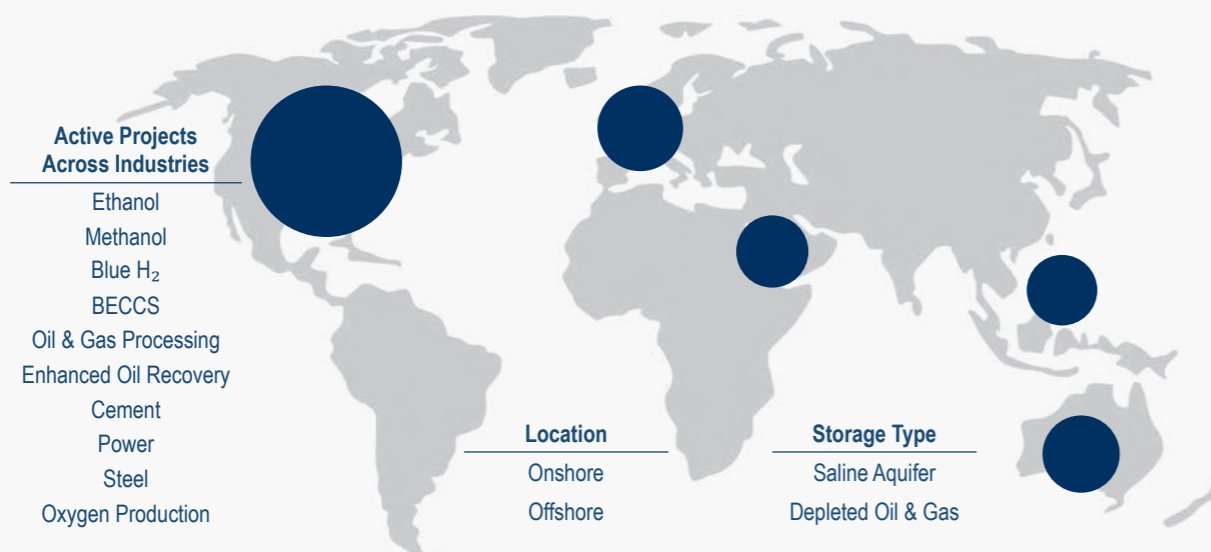 Active Projects
Across Industries
Ethanol
Methanol
Blue H₂
BECCS
Oil & Gas Processing
Enhanced Oil Recovery
Cement
Power
Steel
Oxygen Production
Location
Onshore
Offshore
Storage Type
Saline Aquifer
Depleted Oil & Gas